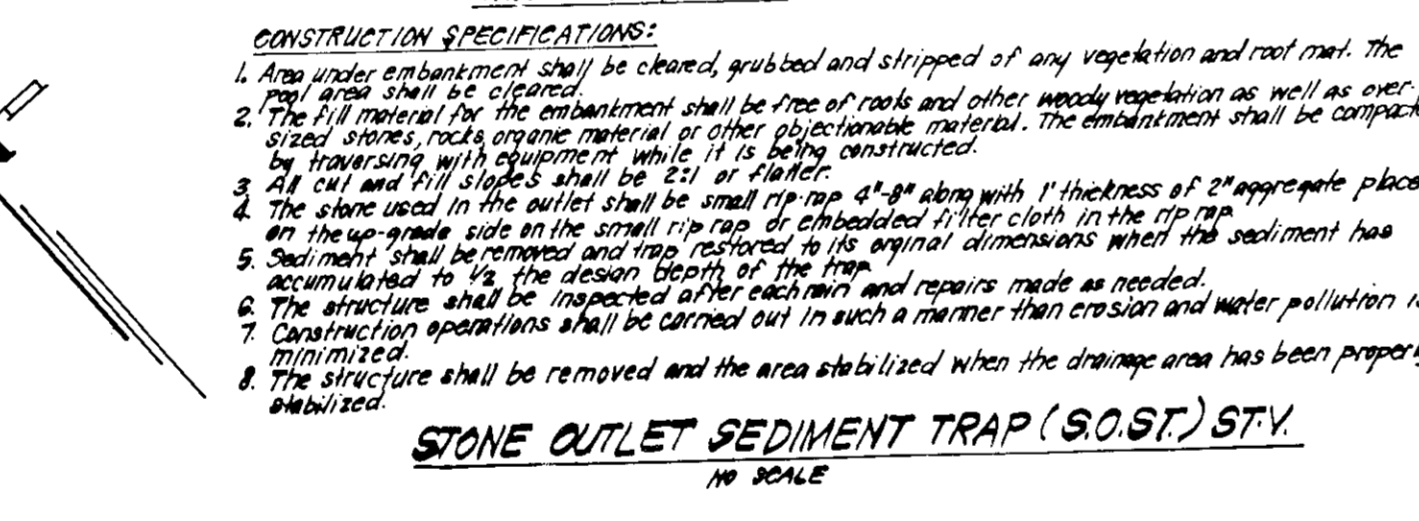 CONSTRUCTION SPECIFICATIONS:
1. Area under embankment shall be cleared, grubbed and stripped of any vegetation and root mat. The
pool area shall be cleared.
2. The fill material for the embankment shall be free of roots and other woody vegetation as well as over-
sized stones, rocks, organic material or other objectionable material. The embankment shall be compacte
by traversing with equipment while it is being constructed.
3. All cut and fill slopes shall be 2:1 or flatter.
4. The stone used in the outlet shall be small rip-rap 4"-8" along with 1' thickness of 2" aggregate place
on the up-grade side on the small rip rap or embedded filter cloth in the rip rap
5. Sediment shall be removed and trap restored to its orginal dimensions when the sediment has
accumulated to 1/2 the design depth of the trap
6. The structure shall be inspected after each rain and repairs made as needed.
7. Construction operations shall be carried out in such a manner than erosion and water pollution i
minimized.
8. The structure shall be removed and the area stabilized when the drainage area has been properl
stabilized.
STONE OUTLET SEDIMENT TRAP (S.O.S.T.) ST-V.
NO SCALE